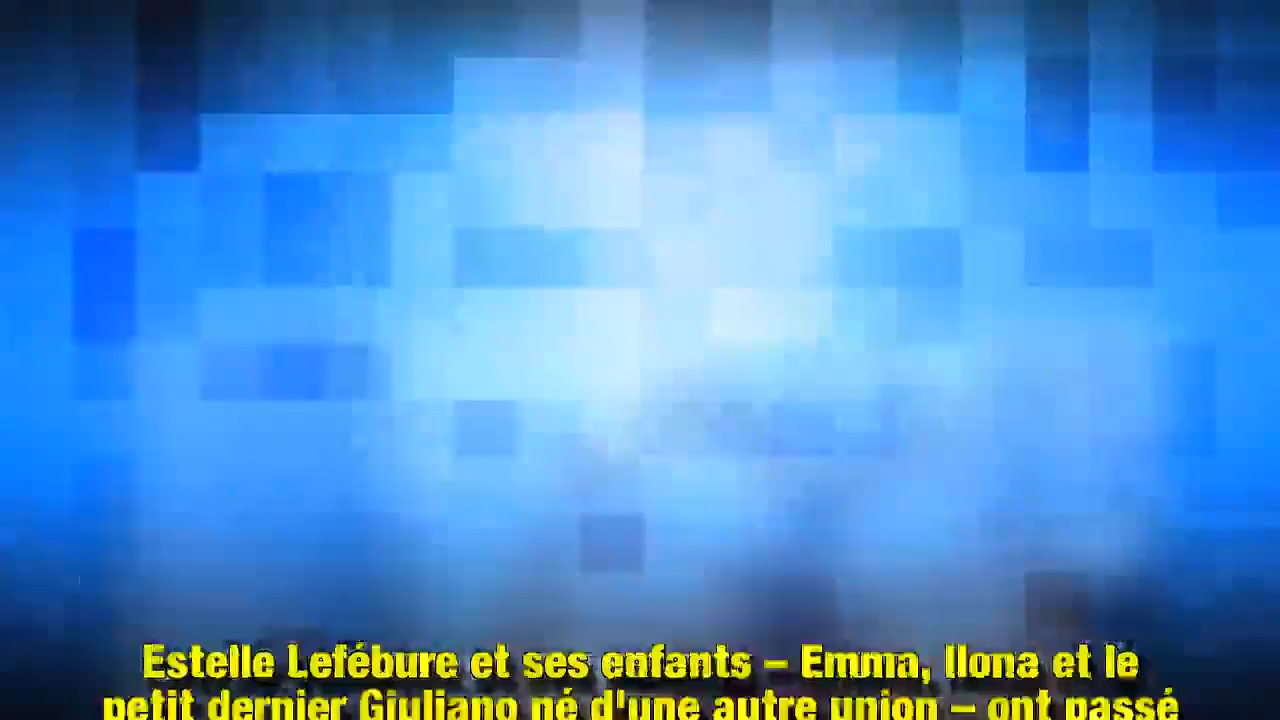 Estelle Lefébure et ses enfants – Emma, Ilona et le
petit dernier Giuliano né d'une autre union – ont passé